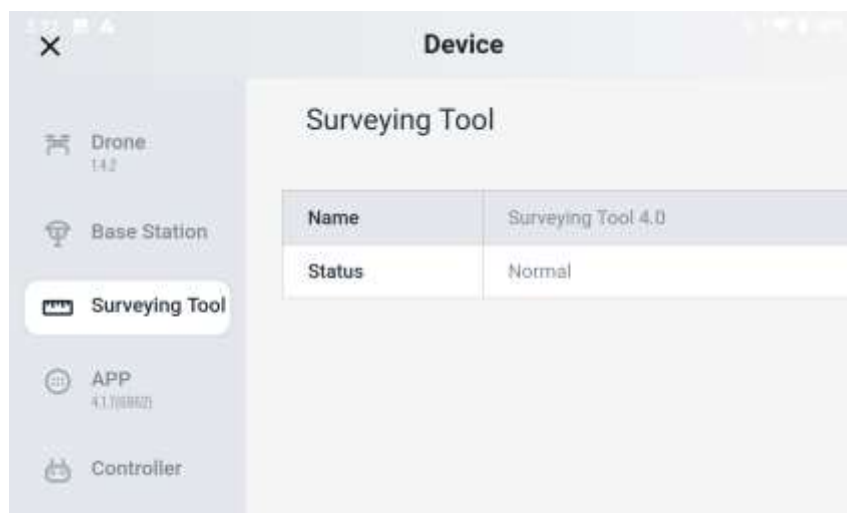 Device
Drone
1.4.2
Base Station
Surveying Tool
APP
Controller
Surveying Tool
Name Surveying Tool 4.0
Status Normal